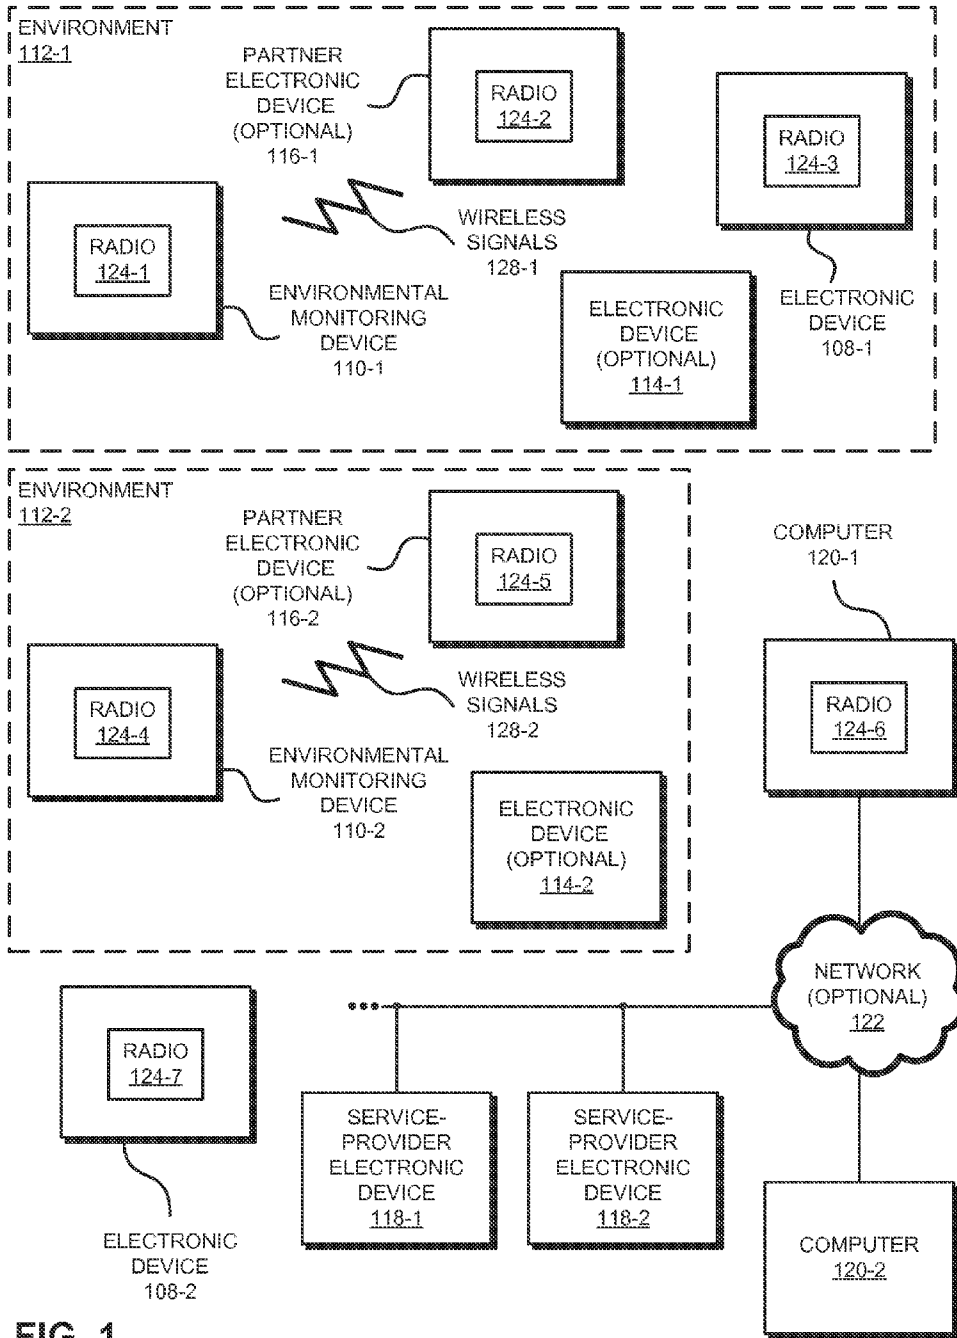 ENVIRONMENT
112-1
PARTNER
ELECTRONIC
DEVICE
(OPTIONAL)
116-1
RADIO
124-2
RADIO
124-3
RADIO
124-1
WIRELESS
SIGNALS
128-1
ENVIRONMENTAL
MONITORING
DEVICE
110-1
ELECTRONIC
DEVICE
(OPTIONAL)
114-1
ELECTRONIC
DEVICE
108-1
ENVIRONMENT
112-2
PARTNER
ELECTRONIC
DEVICE
(OPTIONAL)
116-2
RADIO
124-5
COMPUTER
120-1
RADIO
124-4
WIRELESS
SIGNALS
128-2
RADIO
124-6
ENVIRONMENTAL
MONITORING
DEVICE
110-2
ELECTRONIC
DEVICE
(OPTIONAL)
114-2
NETWORK
(OPTIONAL)
122
RADIO
124-7
SERVICE-
PROVIDER
ELECTRONIC
DEVICE
118-1
SERVICE-
PROVIDER
ELECTRONIC
DEVICE
118-2
ELECTRONIC
DEVICE
108-2
COMPUTER
120-2
FIG. 1